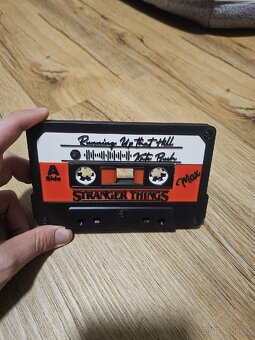 Running Up that Hill
Kate Bush
A
Side
Max
STRANGER THINGS